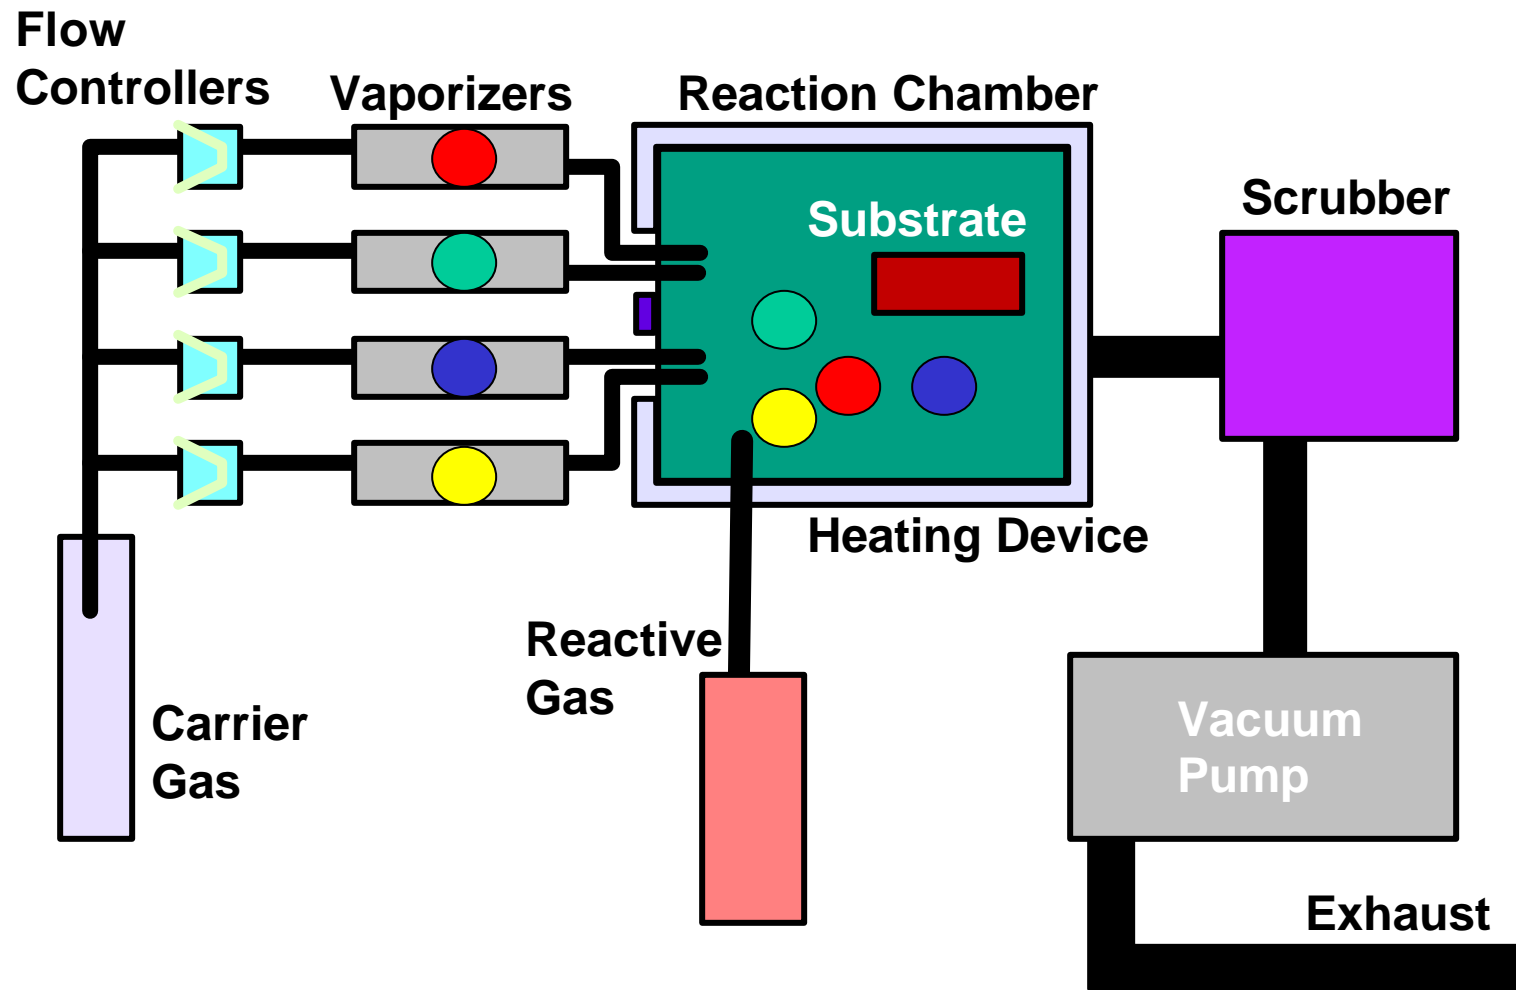 Flow
Controllers
Vaporizers
Reaction Chamber
Substrate
Scrubber
Heating Device
Reactive
Gas
Carrier
Gas
Vacuum
Pump
Exhaust